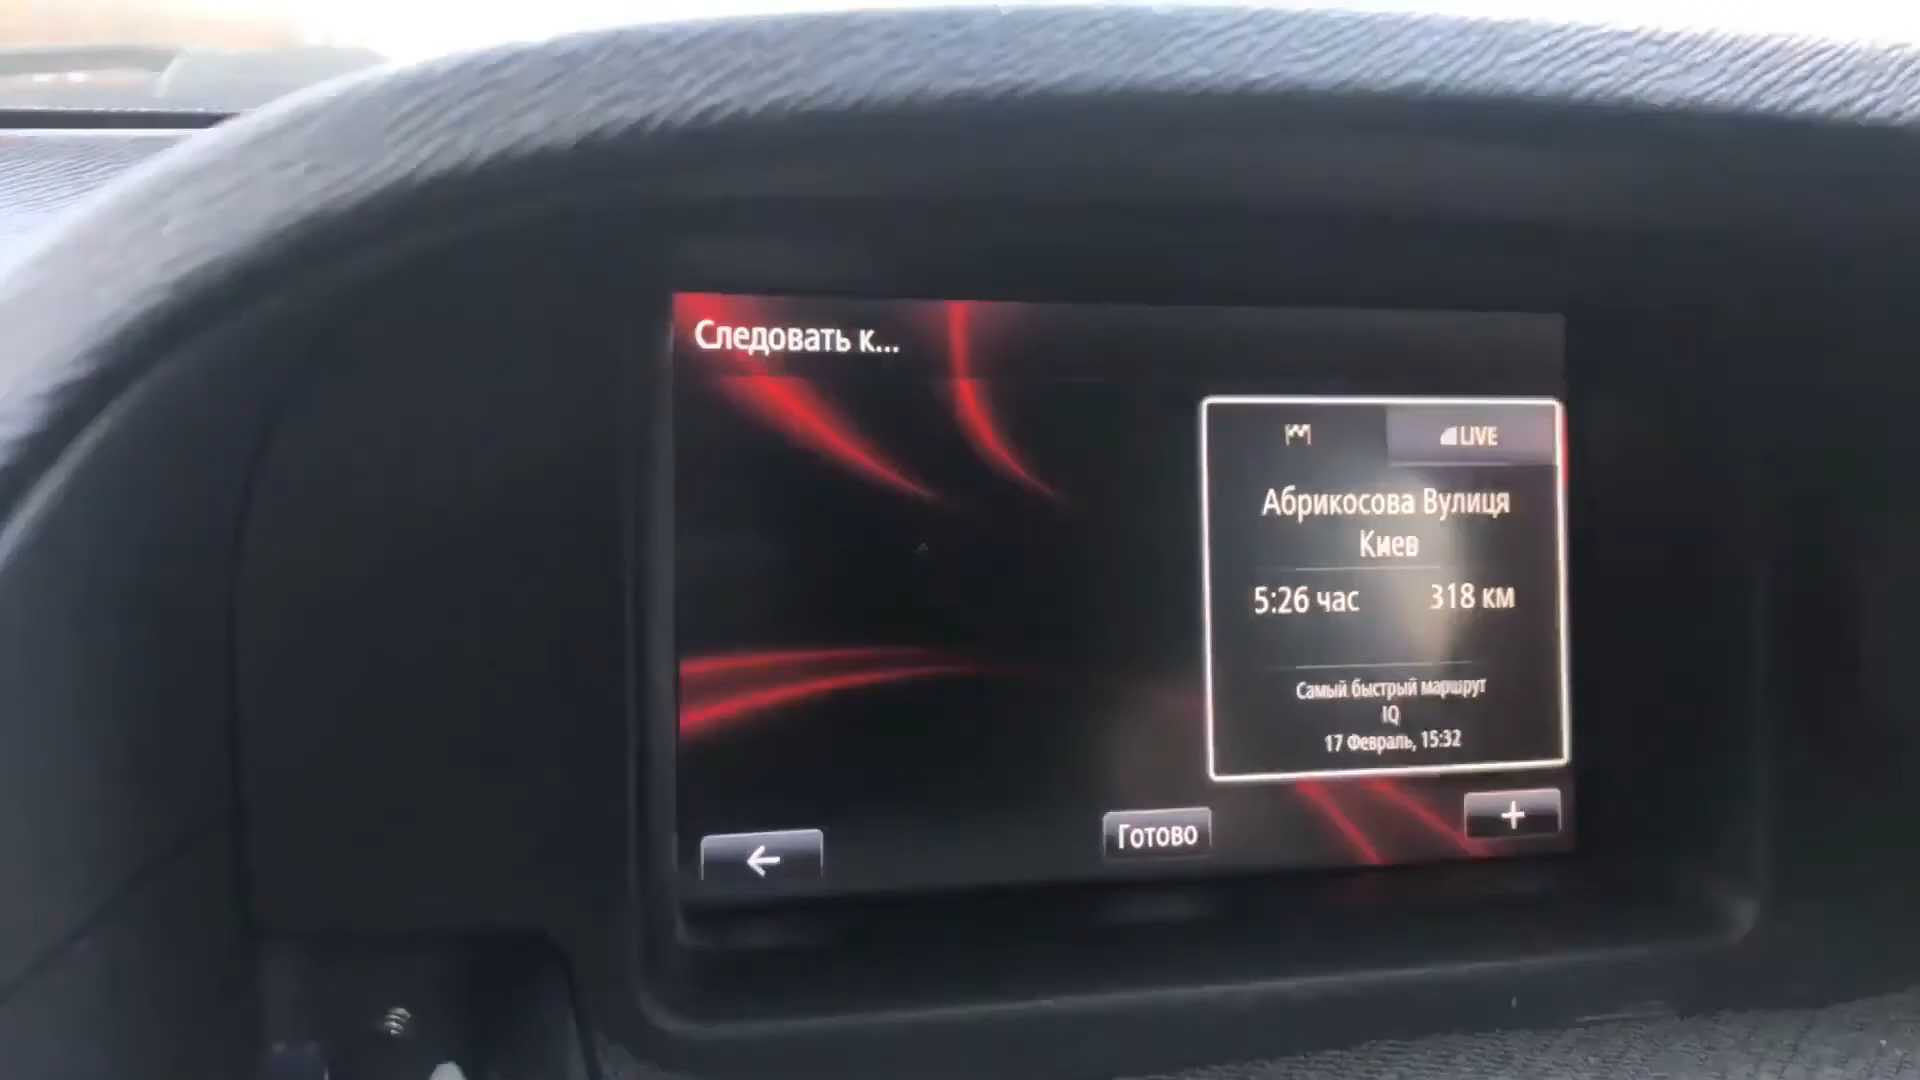 Следовать к...
LIVE
Абрикосова Вулиця
Киев
5:26 час 318 км
Самый быстрый маршрут
IQ
17 Февраль, 15:32
Готово